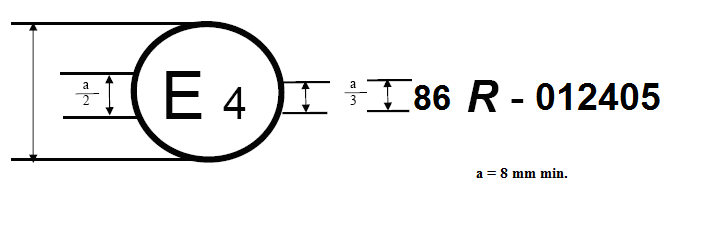 a/2 E 4 a/3 86 R - 012405
a = 8 mm min.